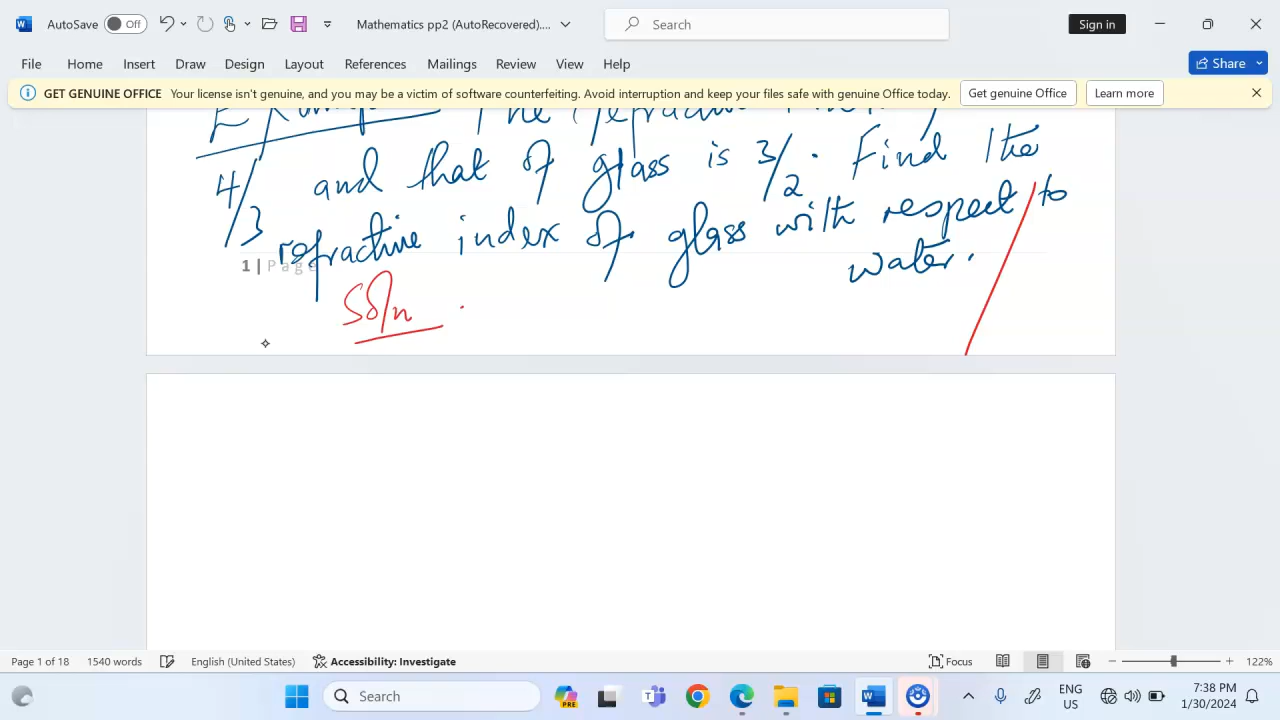 AutoSave Off Mathematics pp2 (AutoRecovered).... Search Sign in
File Home Insert Draw Design Layout References Mailings Review View Help Share
GET GENUINE OFFICE Your license isn't genuine, and you may be a victim of software counterfeiting. Avoid interruption and keep your files safe with genuine Office today. Get genuine Office Learn more
Example The refractive
4/3 and that of glass is 3/2. Find the
refractive index of glass with respect to
water.
1 | Page
Soln
Page 1 of 18 1540 words English (United States) Accessibility: Investigate Focus 122%
Search PRE ENG 7:38 PM
US 1/30/2024